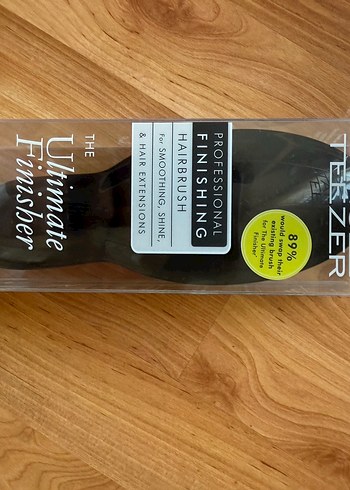 TEEZER
89%
would swap their
existing brush
for The Ultimate
Finisher*
PROFESSIONAL
FINISHING
HAIRBRUSH
For SMOOTHING, SHINE,
& HAIR EXTENSIONS
THE
Ultimate
Finisher